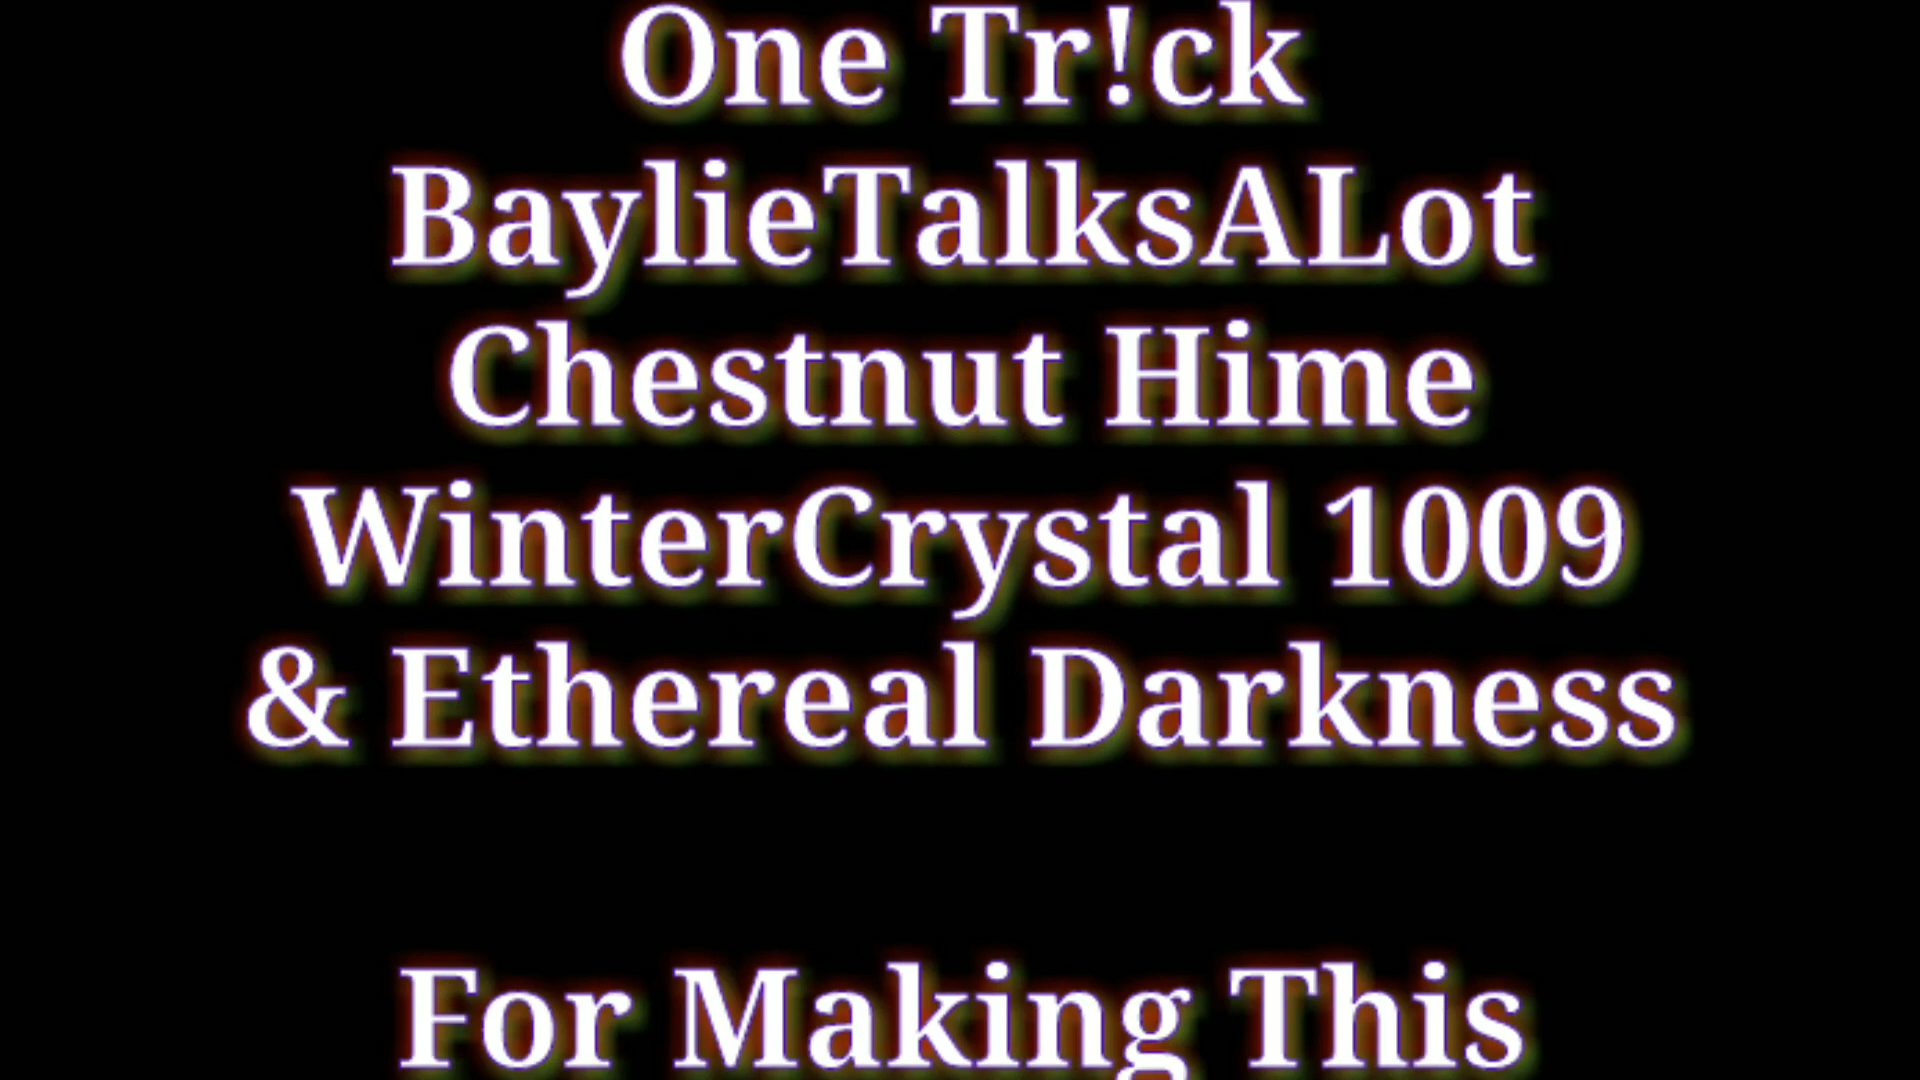 One Tr!ck
BaylieTalksALot
Chestnut Hime
WinterCrystal 1009
& Ethereal Darkness
For Making This